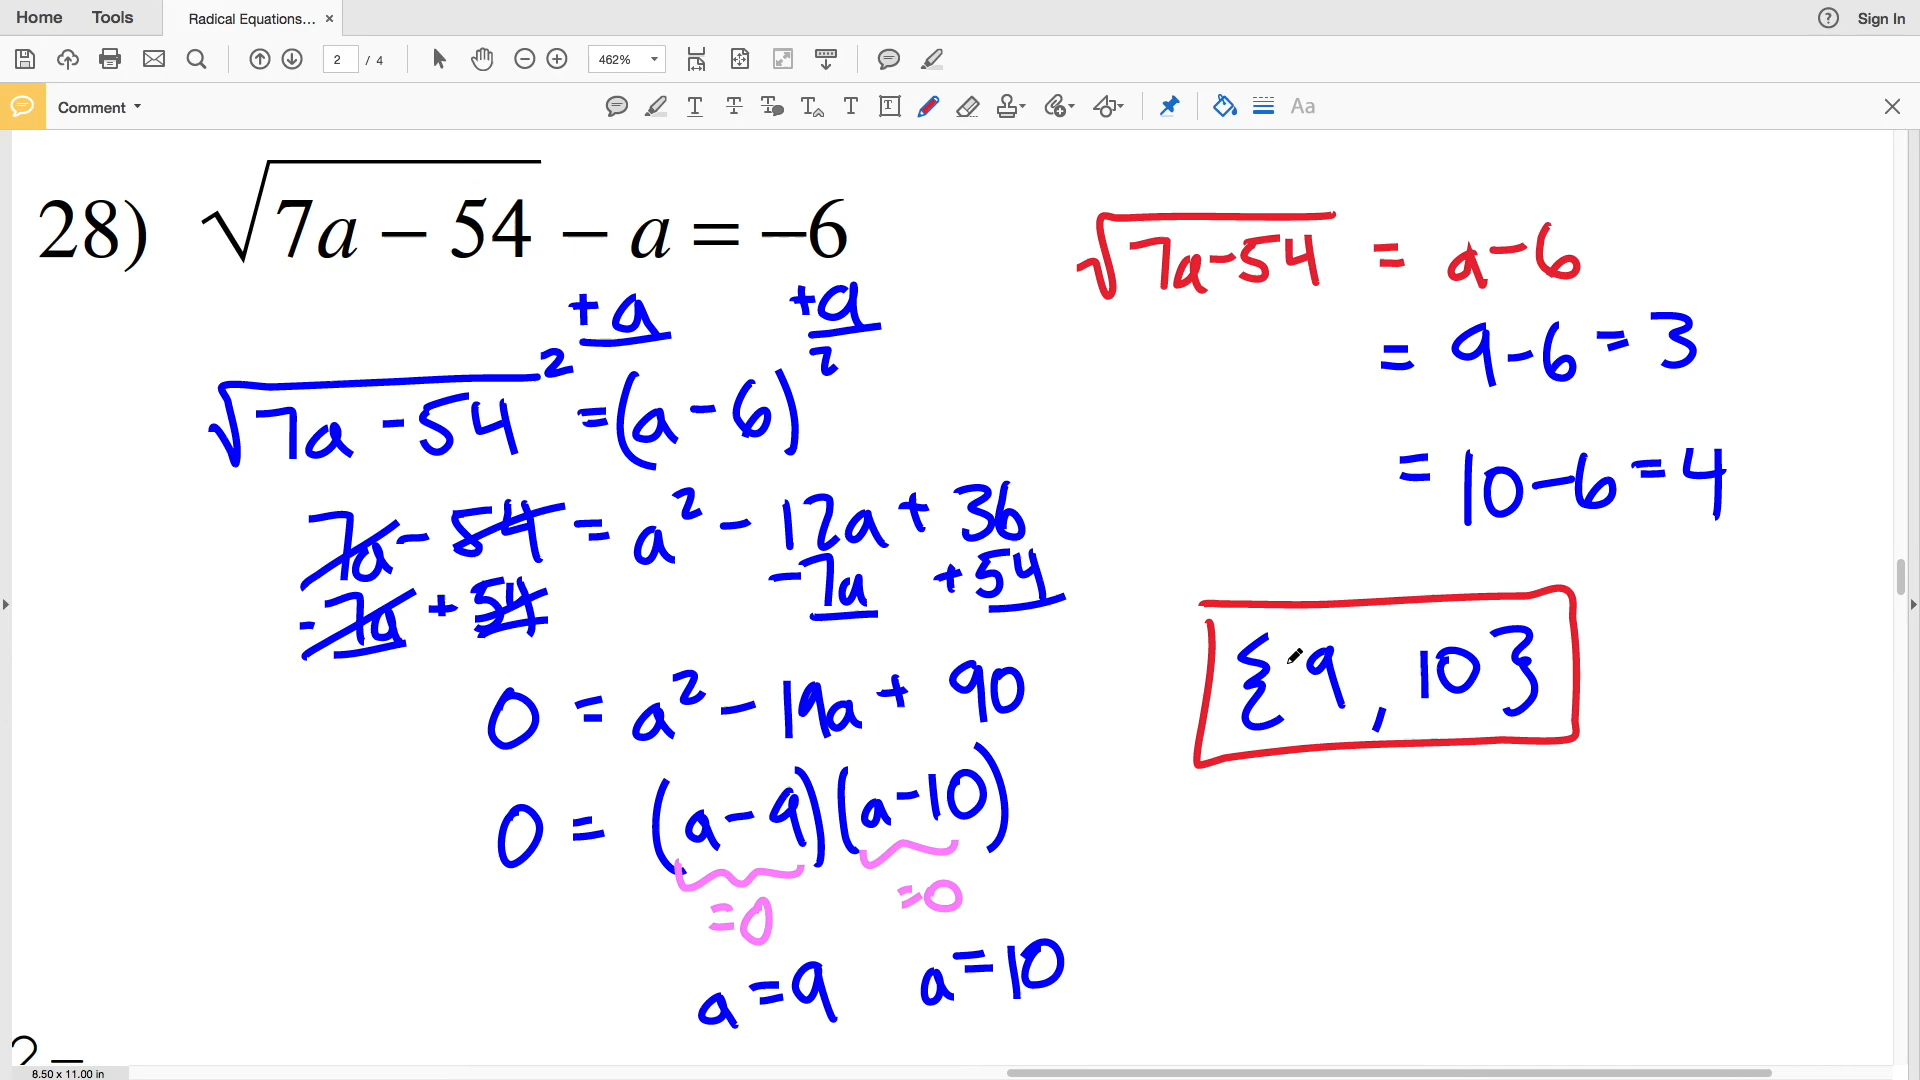 Home Tools Radical Equations... × ? Sign In
2 / 4 462%
Comment Aa
28) √(7a − 54) − a = −6
+a +a
√(7a - 54)² = (a - 6)²
7a - 54 = a² - 12a + 36
-7a + 54 -7a + 54
0 = a² - 19a + 90
0 = (a - 9)(a - 10)
=0 =0
a = 9 a = 10
√(7a-54) = a-6
= 9-6 = 3
= 10-6 = 4
{9, 10}
8.50 x 11.00 in